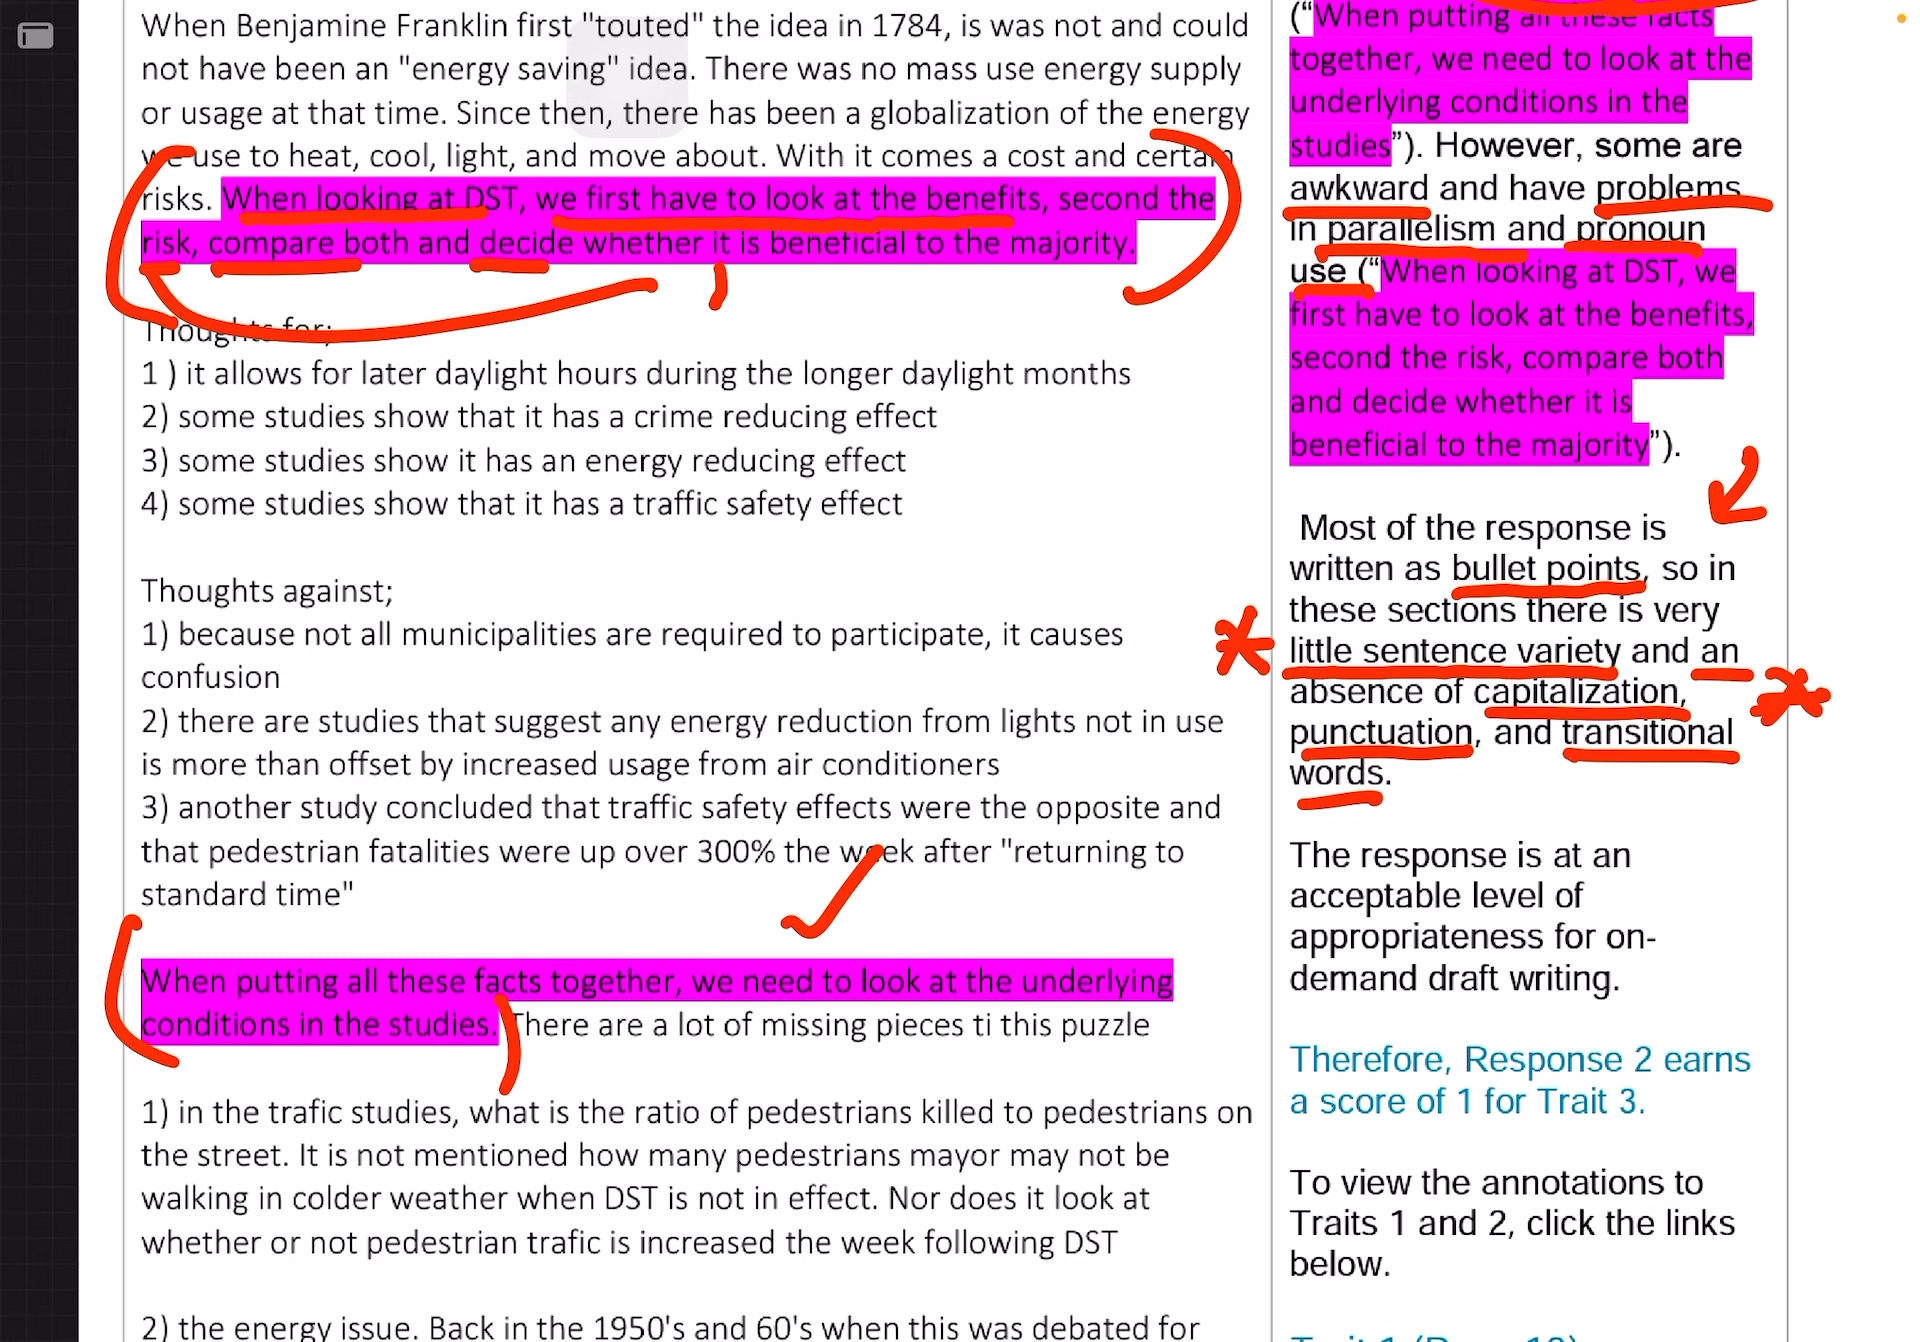 When Benjamine Franklin first "touted" the idea in 1784, is was not and could
not have been an "energy saving" idea. There was no mass use energy supply
or usage at that time. Since then, there has been a globalization of the energy
we use to heat, cool, light, and move about. With it comes a cost and certain
risks. When looking at DST, we first have to look at the benefits, second the
risk, compare both and decide whether it is beneficial to the majority.
Thoughts for;
1 ) it allows for later daylight hours during the longer daylight months
2) some studies show that it has a crime reducing effect
3) some studies show it has an energy reducing effect
4) some studies show that it has a traffic safety effect
Thoughts against;
1) because not all municipalities are required to participate, it causes
confusion
2) there are studies that suggest any energy reduction from lights not in use
is more than offset by increased usage from air conditioners
3) another study concluded that traffic safety effects were the opposite and
that pedestrian fatalities were up over 300% the week after "returning to
standard time"
When putting all these facts together, we need to look at the underlying
conditions in the studies. There are a lot of missing pieces ti this puzzle
1) in the trafic studies, what is the ratio of pedestrians killed to pedestrians on
the street. It is not mentioned how many pedestrians mayor may not be
walking in colder weather when DST is not in effect. Nor does it look at
whether or not pedestrian trafic is increased the week following DST
2) the energy issue. Back in the 1950's and 60's when this was debated for
(“When putting all these facts
together, we need to look at the
underlying conditions in the
studies”). However, some are
awkward and have problems
in parallelism and pronoun
use (“When looking at DST, we
first have to look at the benefits,
second the risk, compare both
and decide whether it is
beneficial to the majority”).
Most of the response is
written as bullet points, so in
these sections there is very
little sentence variety and an
absence of capitalization,
punctuation, and transitional
words.
The response is at an
acceptable level of
appropriateness for on-
demand draft writing.
Therefore, Response 2 earns
a score of 1 for Trait 3.
To view the annotations to
Traits 1 and 2, click the links
below.